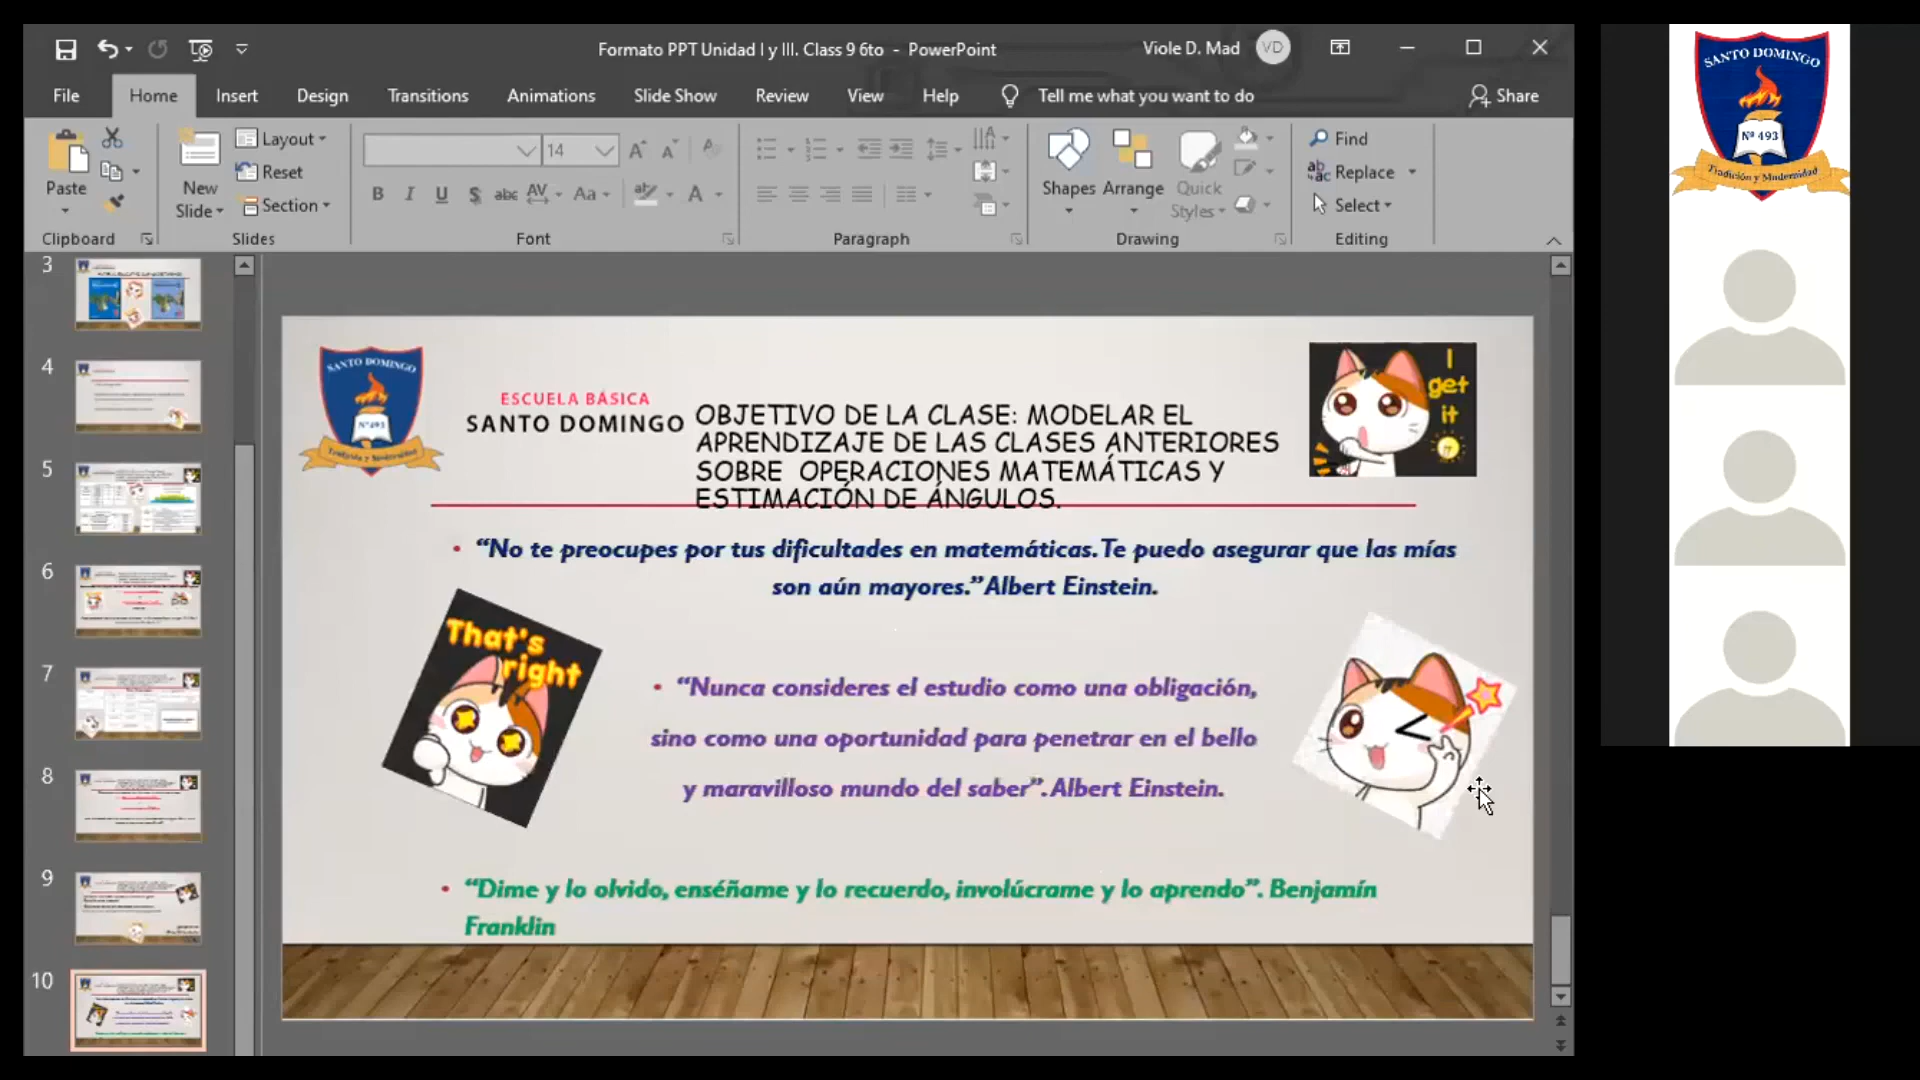 Formato PPT Unidad I y III. Class 9 6to - PowerPoint
Viole D. Mad
VD
File
Home
Insert
Design
Transitions
Animations
Slide Show
Review
View
Help
Tell me what you want to do
Share
Paste
New
Slide
Layout
Reset
Section
14
B I U S abc AV Aa A
Shapes
Arrange
Quick
Styles
Find
Replace
Select
Clipboard
Slides
Font
Paragraph
Drawing
Editing
3
4
5
6
7
8
9
10
SANTO DOMINGO
Nº 493
Tradición y Modernidad
ESCUELA BÁSICA
SANTO DOMINGO
OBJETIVO DE LA CLASE: MODELAR EL
APRENDIZAJE DE LAS CLASES ANTERIORES
SOBRE OPERACIONES MATEMÁTICAS Y
ESTIMACIÓN DE ÁNGULOS.
I
get
it
• “No te preocupes por tus dificultades en matemáticas. Te puedo asegurar que las mías
son aún mayores.” Albert Einstein.
That's
right
• “Nunca consideres el estudio como una obligación,
sino como una oportunidad para penetrar en el bello
y maravilloso mundo del saber”. Albert Einstein.
• “Dime y lo olvido, enséñame y lo recuerdo, involúcrame y lo aprendo”. Benjamín
Franklin
SANTO DOMINGO
Nº 493
Tradición y Modernidad